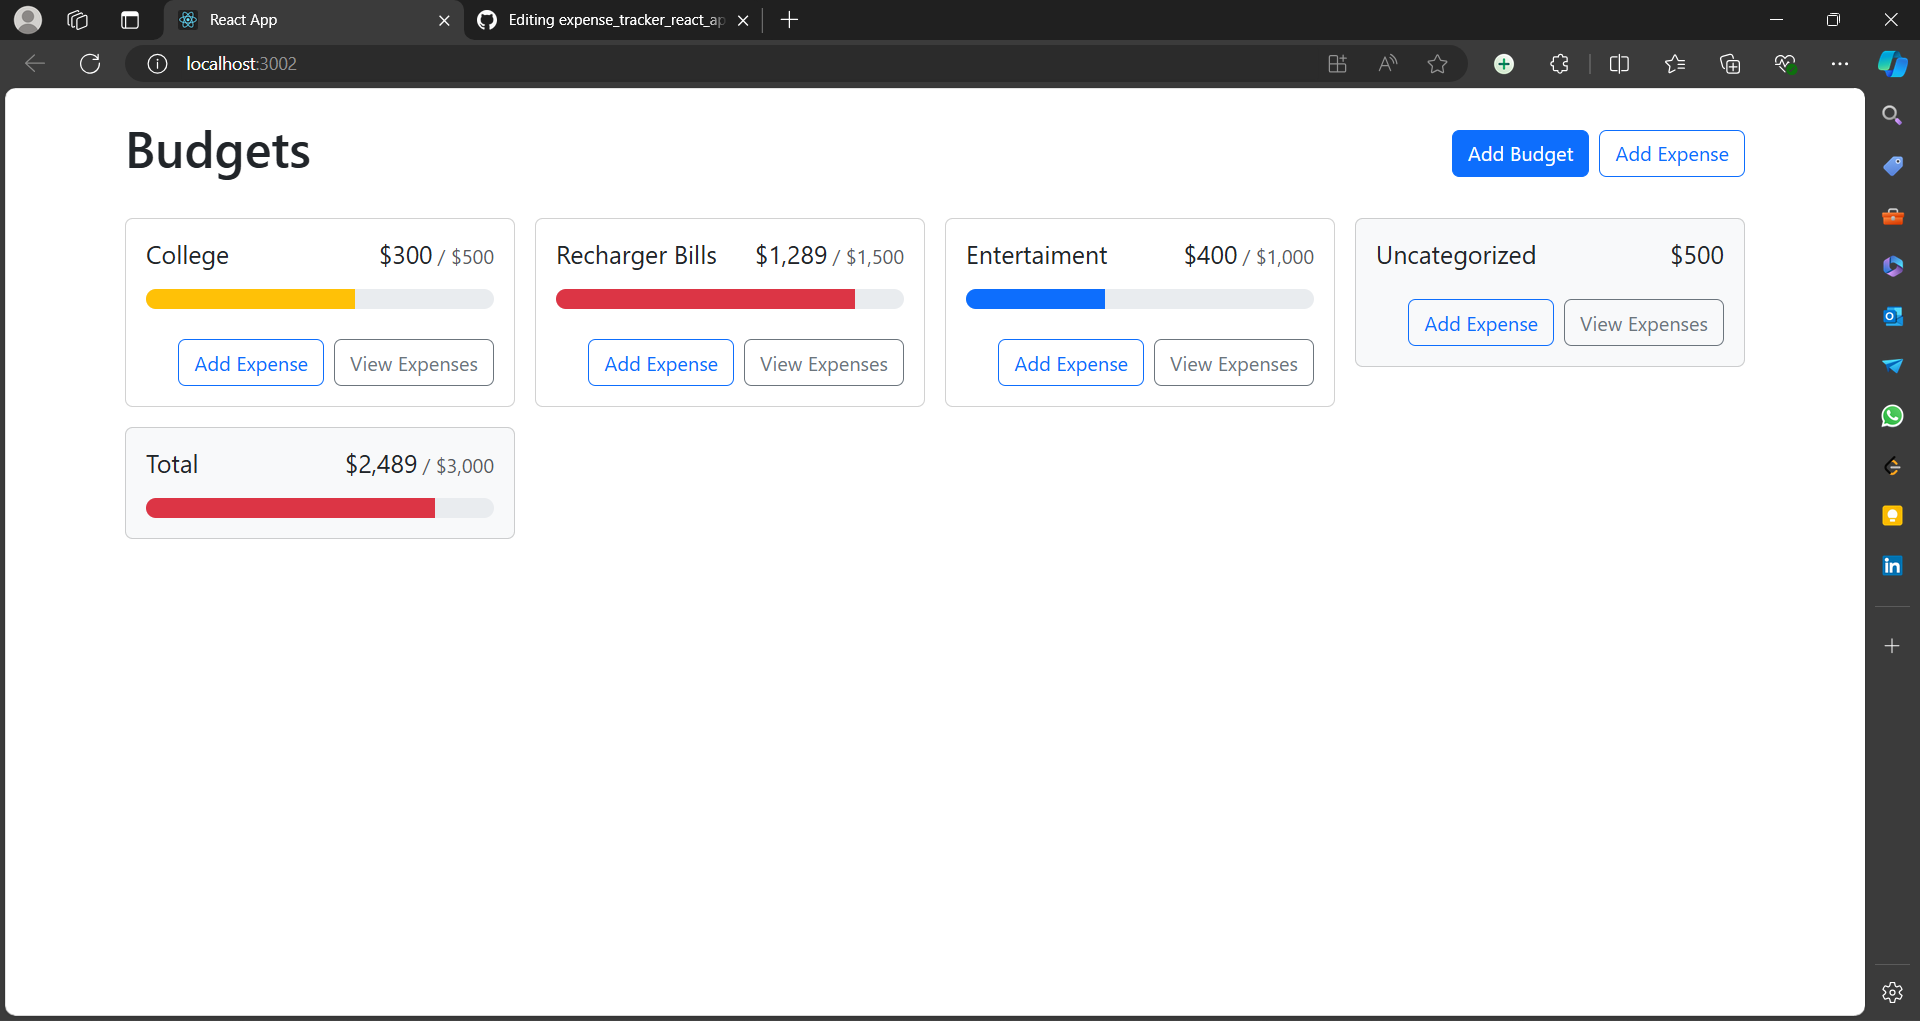 React App
Editing expense_tracker_react_ap
localhost:3002
Budgets
Add Budget
Add Expense
College $300 / $500
Add Expense View Expenses
Recharger Bills $1,289 / $1,500
Add Expense View Expenses
Entertaiment $400 / $1,000
Add Expense View Expenses
Uncategorized $500
Add Expense View Expenses
Total $2,489 / $3,000